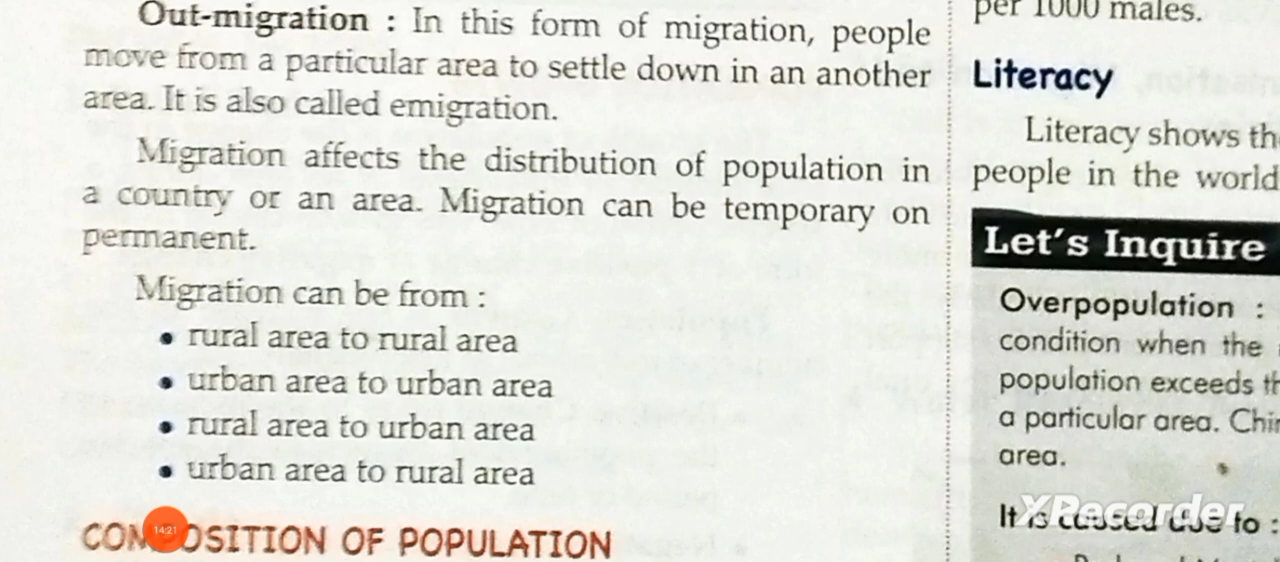 Out-migration : In this form of migration, people
move from a particular area to settle down in an another
area. It is also called emigration.
Migration affects the distribution of population in
a country or an area. Migration can be temporary on
permanent.
Migration can be from :
• rural area to rural area
• urban area to urban area
• rural area to urban area
• urban area to rural area
COMPOSITION OF POPULATION
14:21
per 1000 males.
Literacy
Literacy shows th
people in the world
Let's Inquire
Overpopulation :
condition when the
population exceeds th
a particular area. Chin
area.
It is caused due to :
XRecorder